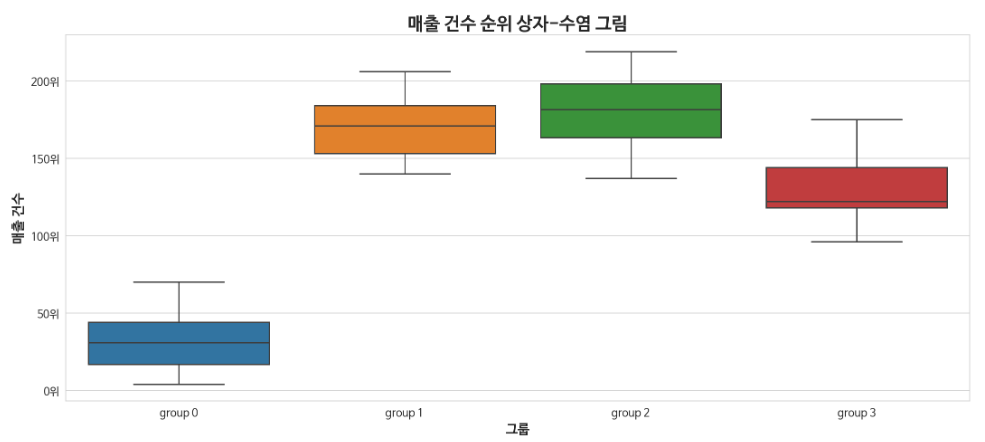 매출 건수 순위 상자-수염 그림
매출 건수
200위
150위
100위
50위
0위
group 0
group 1
group 2
group 3
그룹